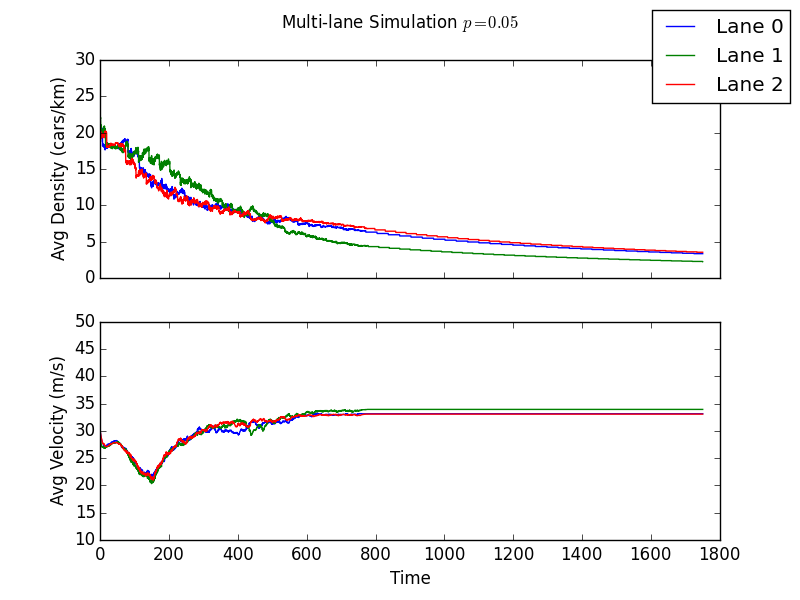 Multi-lane Simulation p=0.05
Lane 0
Lane 1
Lane 2
Avg Density (cars/km)
30
25
20
15
10
5
0
Avg Velocity (m/s)
50
45
40
35
30
25
20
15
10
0 200 400 600 800 1000 1200 1400 1600 1800
Time